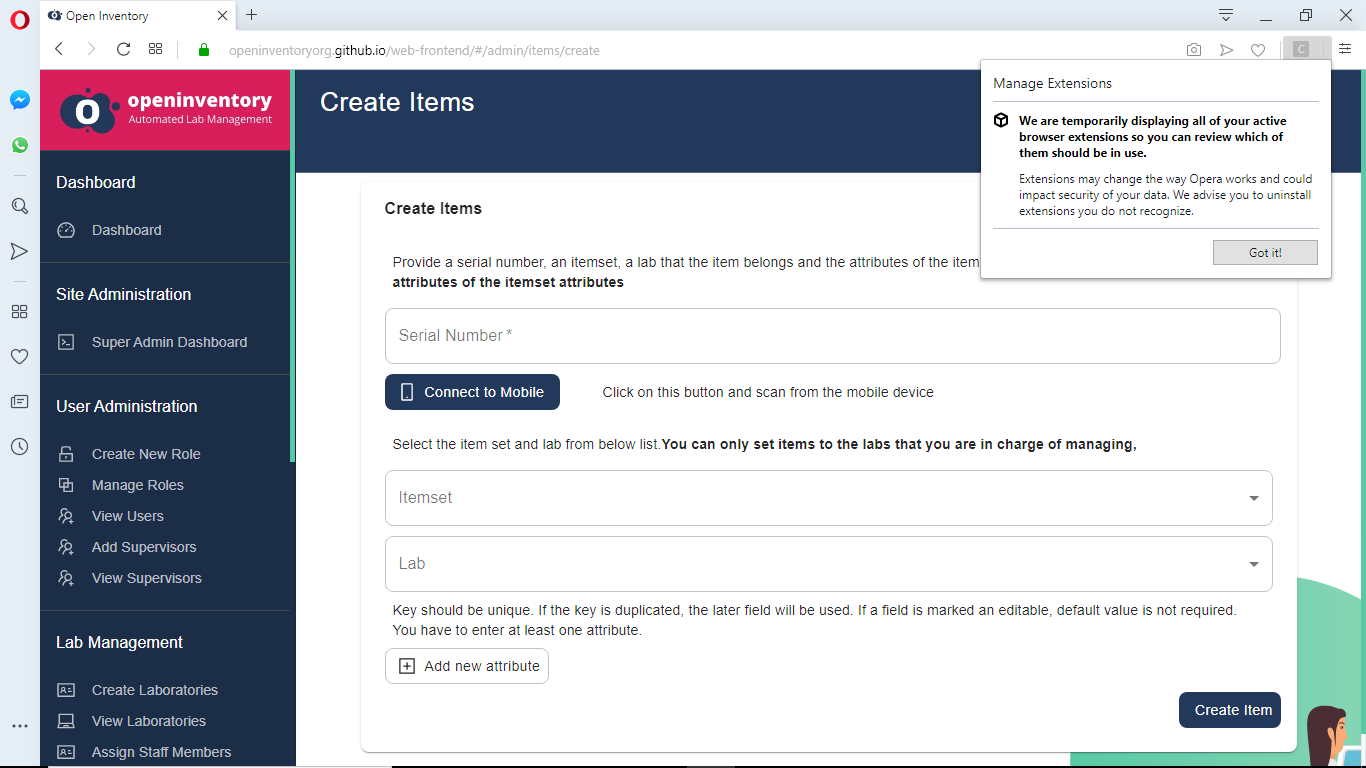 Open Inventory
openinventoryorg.github.io/web-frontend/#/admin/items/create
C
Manage Extensions
We are temporarily displaying all of your active
browser extensions so you can review which of
them should be in use.
Extensions may change the way Opera works and could
impact security of your data. We advise you to uninstall
extensions you do not recognize.
Got it!
openinventory
Automated Lab Management
Dashboard
Dashboard
Site Administration
Super Admin Dashboard
User Administration
Create New Role
Manage Roles
View Users
Add Supervisors
View Supervisors
Lab Management
Create Laboratories
View Laboratories
Assign Staff Members
Create Items
Create Items
Provide a serial number, an itemset, a lab that the item belongs and the attributes of the item
attributes of the itemset attributes
Serial Number *
Connect to Mobile
Click on this button and scan from the mobile device
Select the item set and lab from below list.You can only set items to the labs that you are in charge of managing,
Itemset
Lab
Key should be unique. If the key is duplicated, the later field will be used. If a field is marked an editable, default value is not required.
You have to enter at least one attribute.
Add new attribute
Create Item